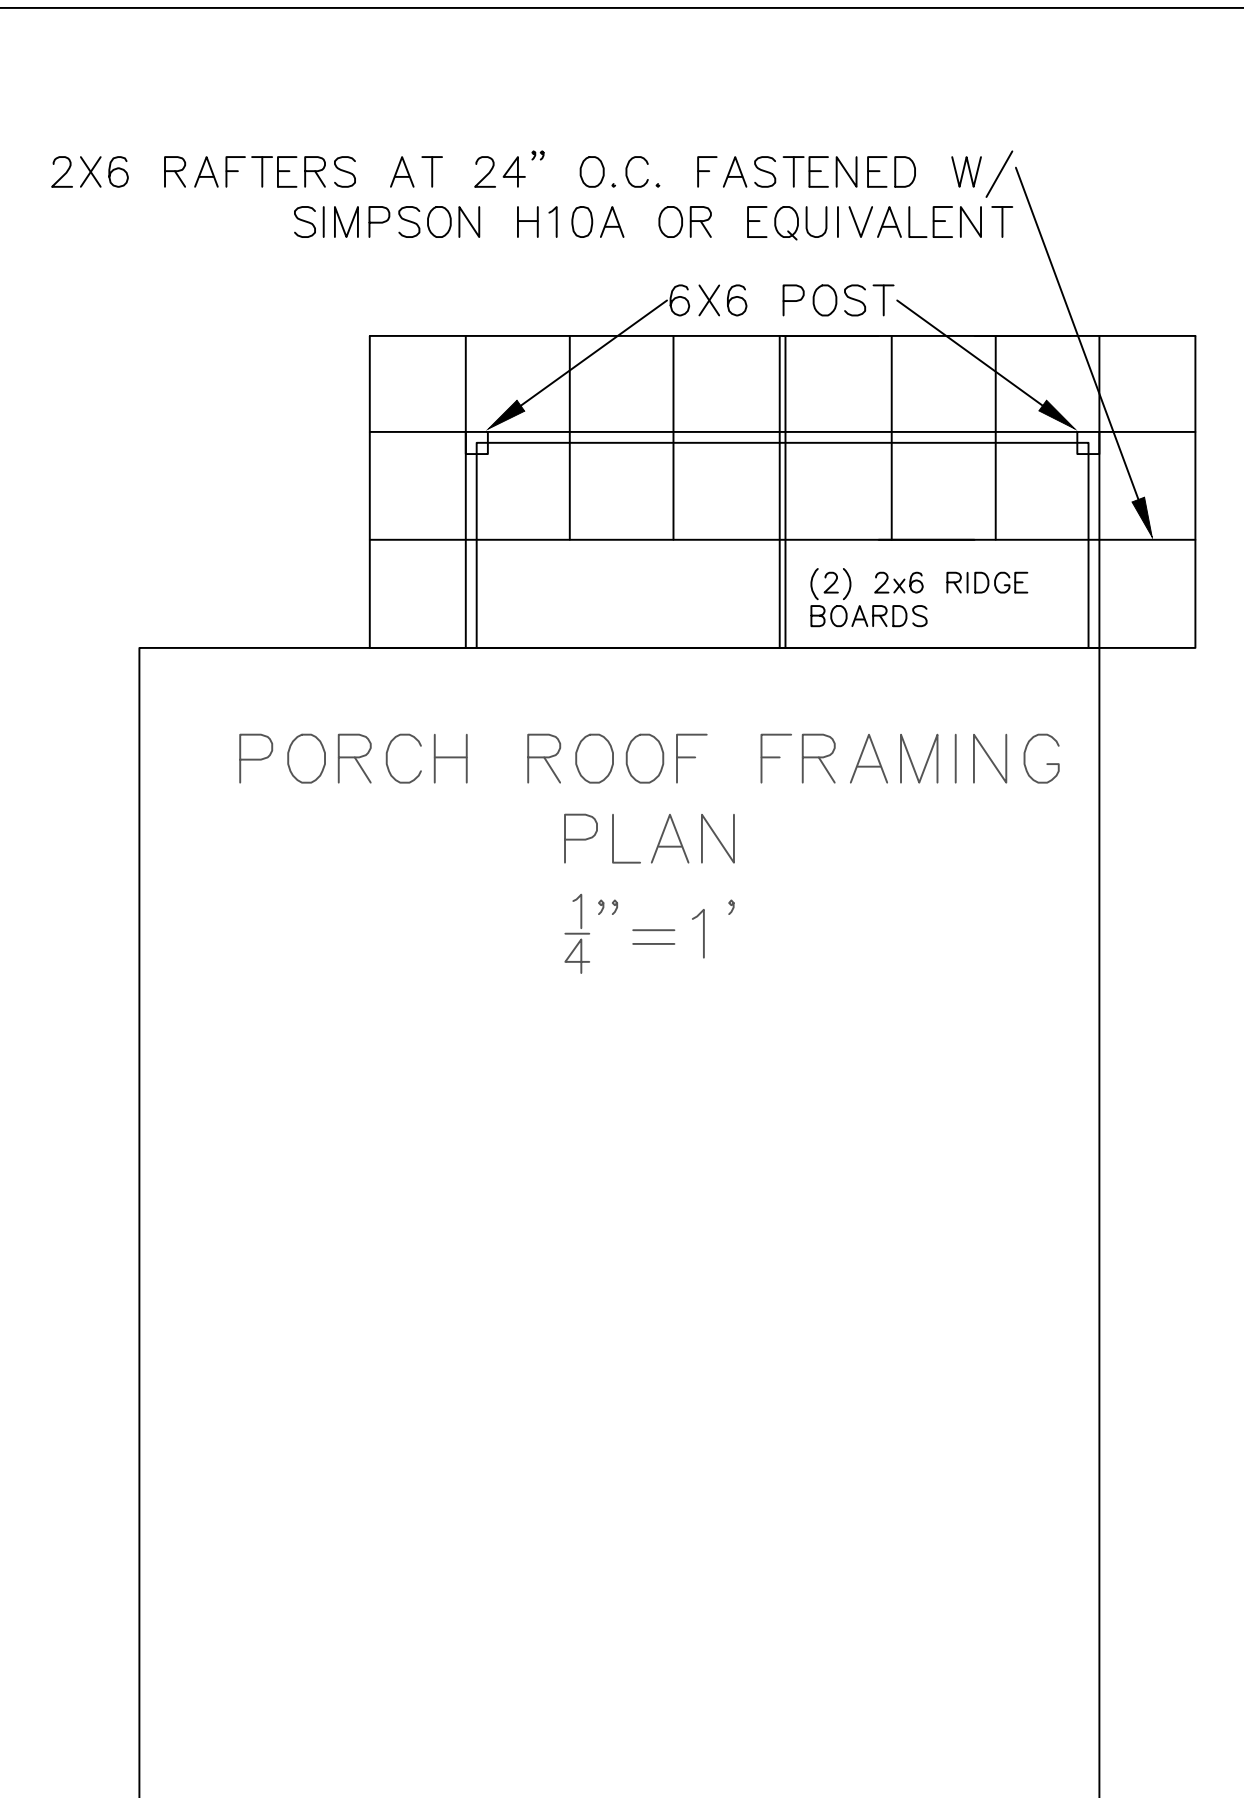 2X6 RAFTERS AT 24” O.C. FASTENED W/
SIMPSON H10A OR EQUIVALENT
6X6 POST
(2) 2x6 RIDGE
BOARDS
PORCH ROOF FRAMING
PLAN
1/4”=1’